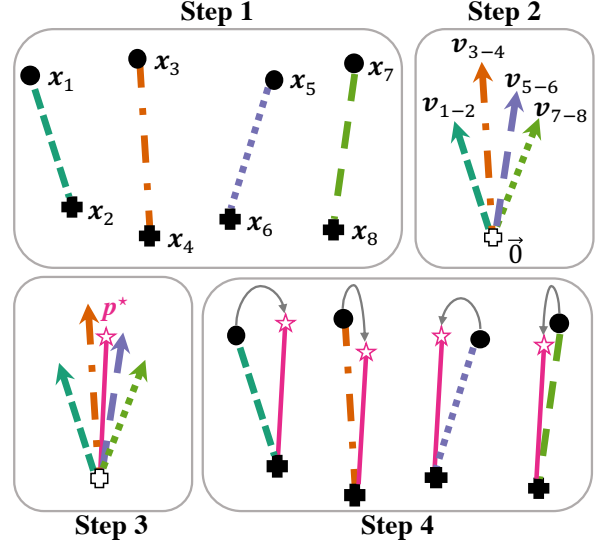 Step 1
Step 2
x₁
x₃
x₅
x₇
x₂
x₄
x₆
x₈
v₃₋₄
v₅₋₆
v₁₋₂
v₇₋₈
0⃗
p*
Step 3
Step 4